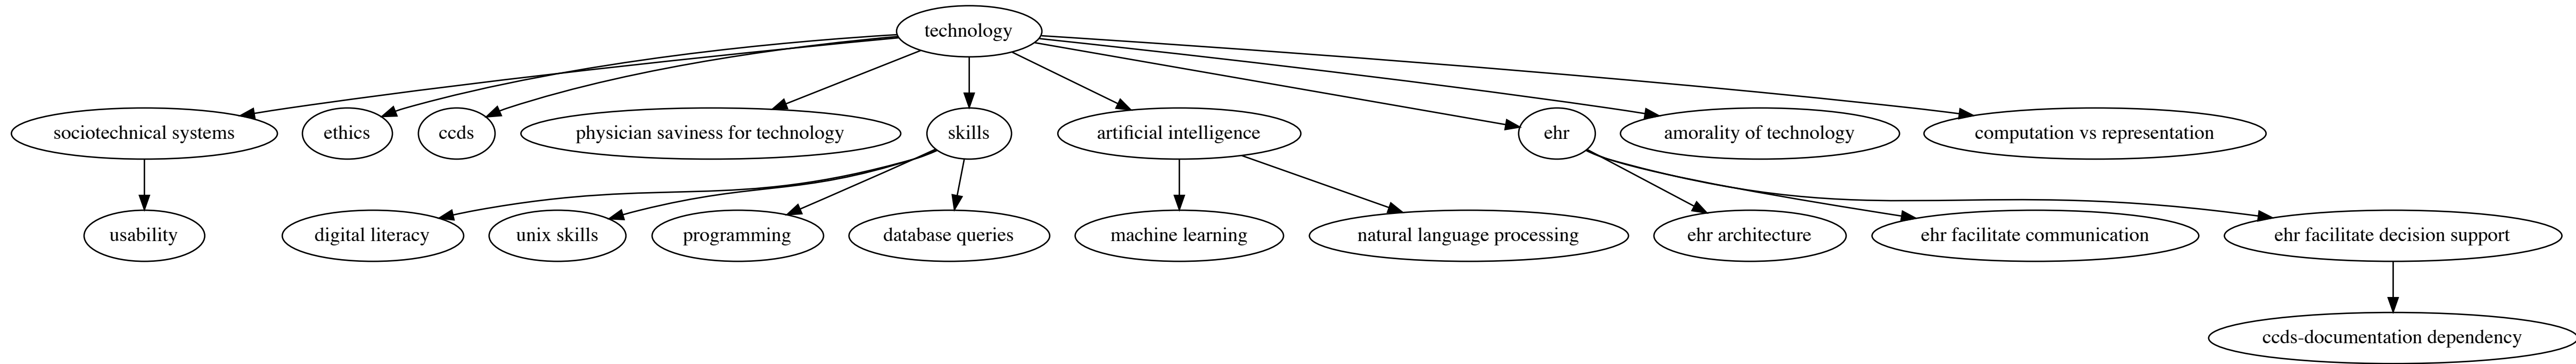 technology
sociotechnical systems
ethics
ccds
physician saviness for technology
skills
artificial intelligence
ehr
amorality of technology
computation vs representation
usability
digital literacy
unix skills
programming
database queries
machine learning
natural language processing
ehr architecture
ehr facilitate communication
ehr facilitate decision support
ccds-documentation dependency